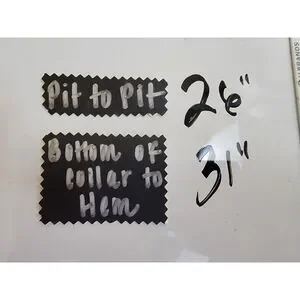 Pit to Pit 26"
Bottom of
collar to
Hem 31"